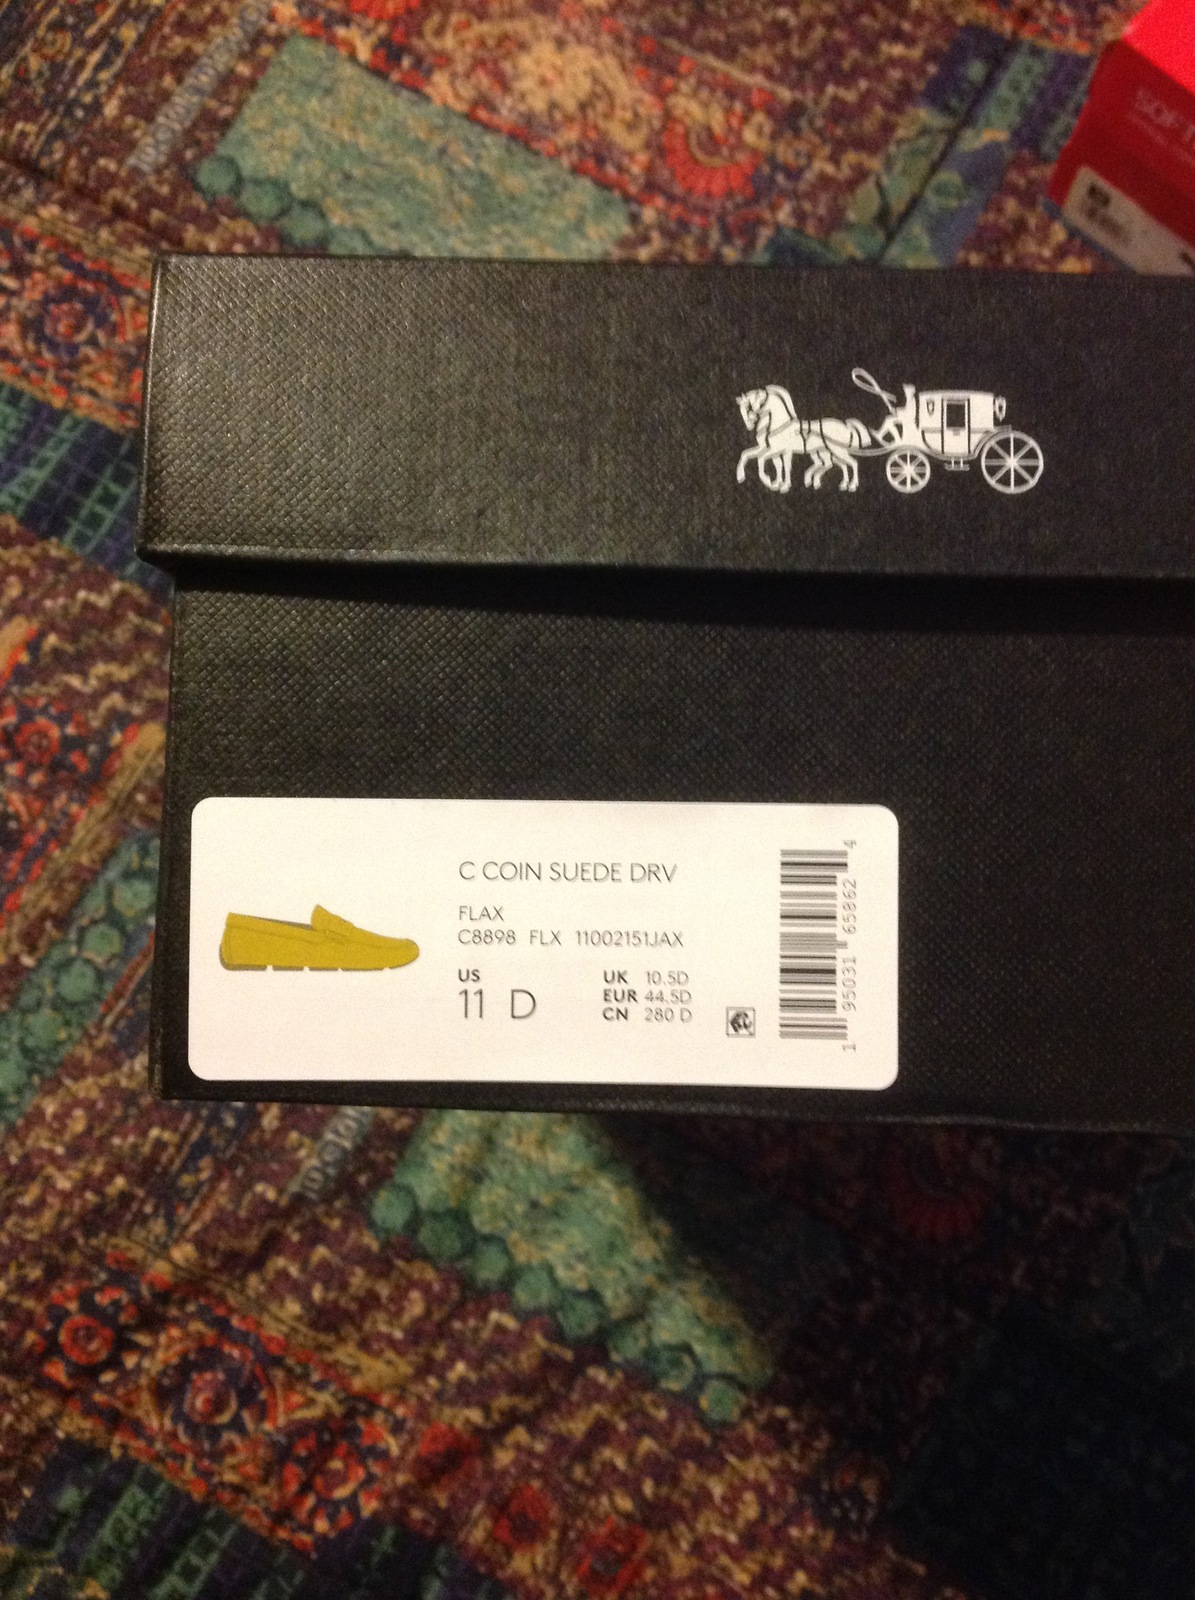 C COIN SUEDE DRV
FLAX
C8898 FLX 11002151JAX
US
11 D
UK 10.5D
EUR 44.5D
CN 280 D
1 95031 65862 4